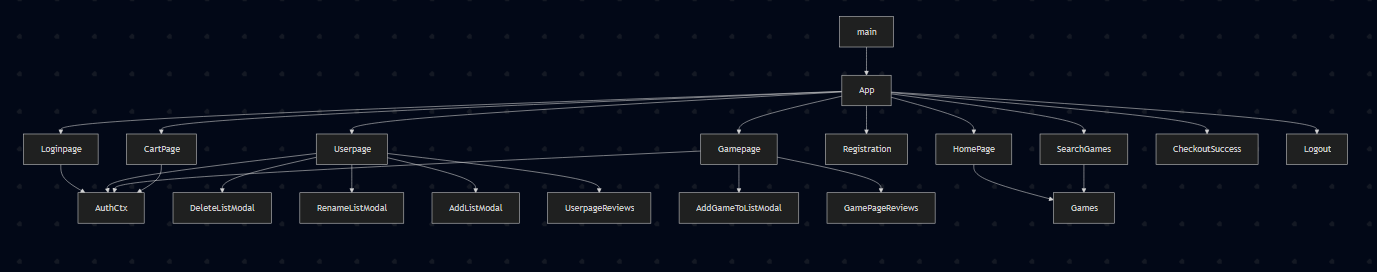 main
App
Loginpage
CartPage
Userpage
Gamepage
Registration
HomePage
SearchGames
CheckoutSuccess
Logout
AuthCtx
DeleteListModal
RenameListModal
AddListModal
UserpageReviews
AddGameToListModal
GamePageReviews
Games